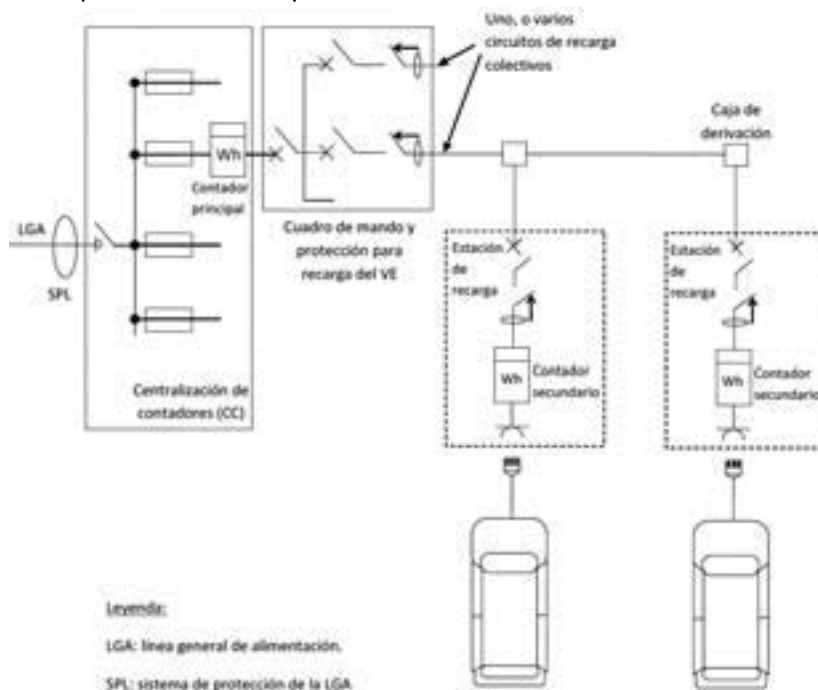 Uno, o varios
circuitos de recarga
colectivos
Caja de
derivación
Wh
Contador
principal
LGA
SPL
Cuadro de mando y
protección para
recarga del VE
Estación
de
recarga
Wh
Contador
secundario
Estación
de
recarga
Wh
Contador
secundario
Centralización de
contadores (CC)
Leyenda:
LGA: línea general de alimentación.
SPL: sistema de protección de la LGA